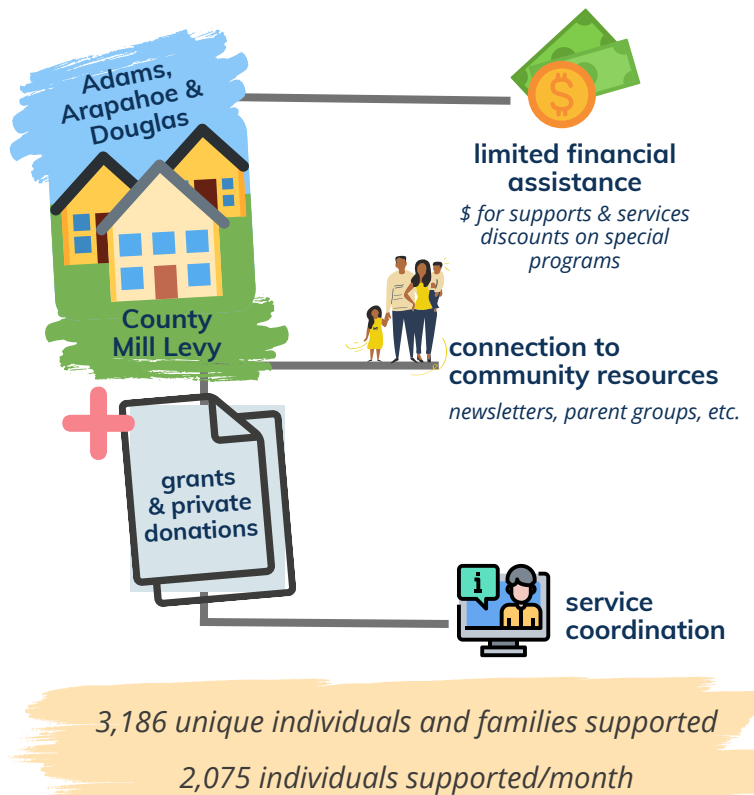 Adams,
Arapahoe &
Douglas
$
limited financial
assistance
$ for supports & services
discounts on special
programs
County
Mill Levy
connection to
community resources
newsletters, parent groups, etc.
grants
& private
donations
i
service
coordination
3,186 unique individuals and families supported
2,075 individuals supported/month